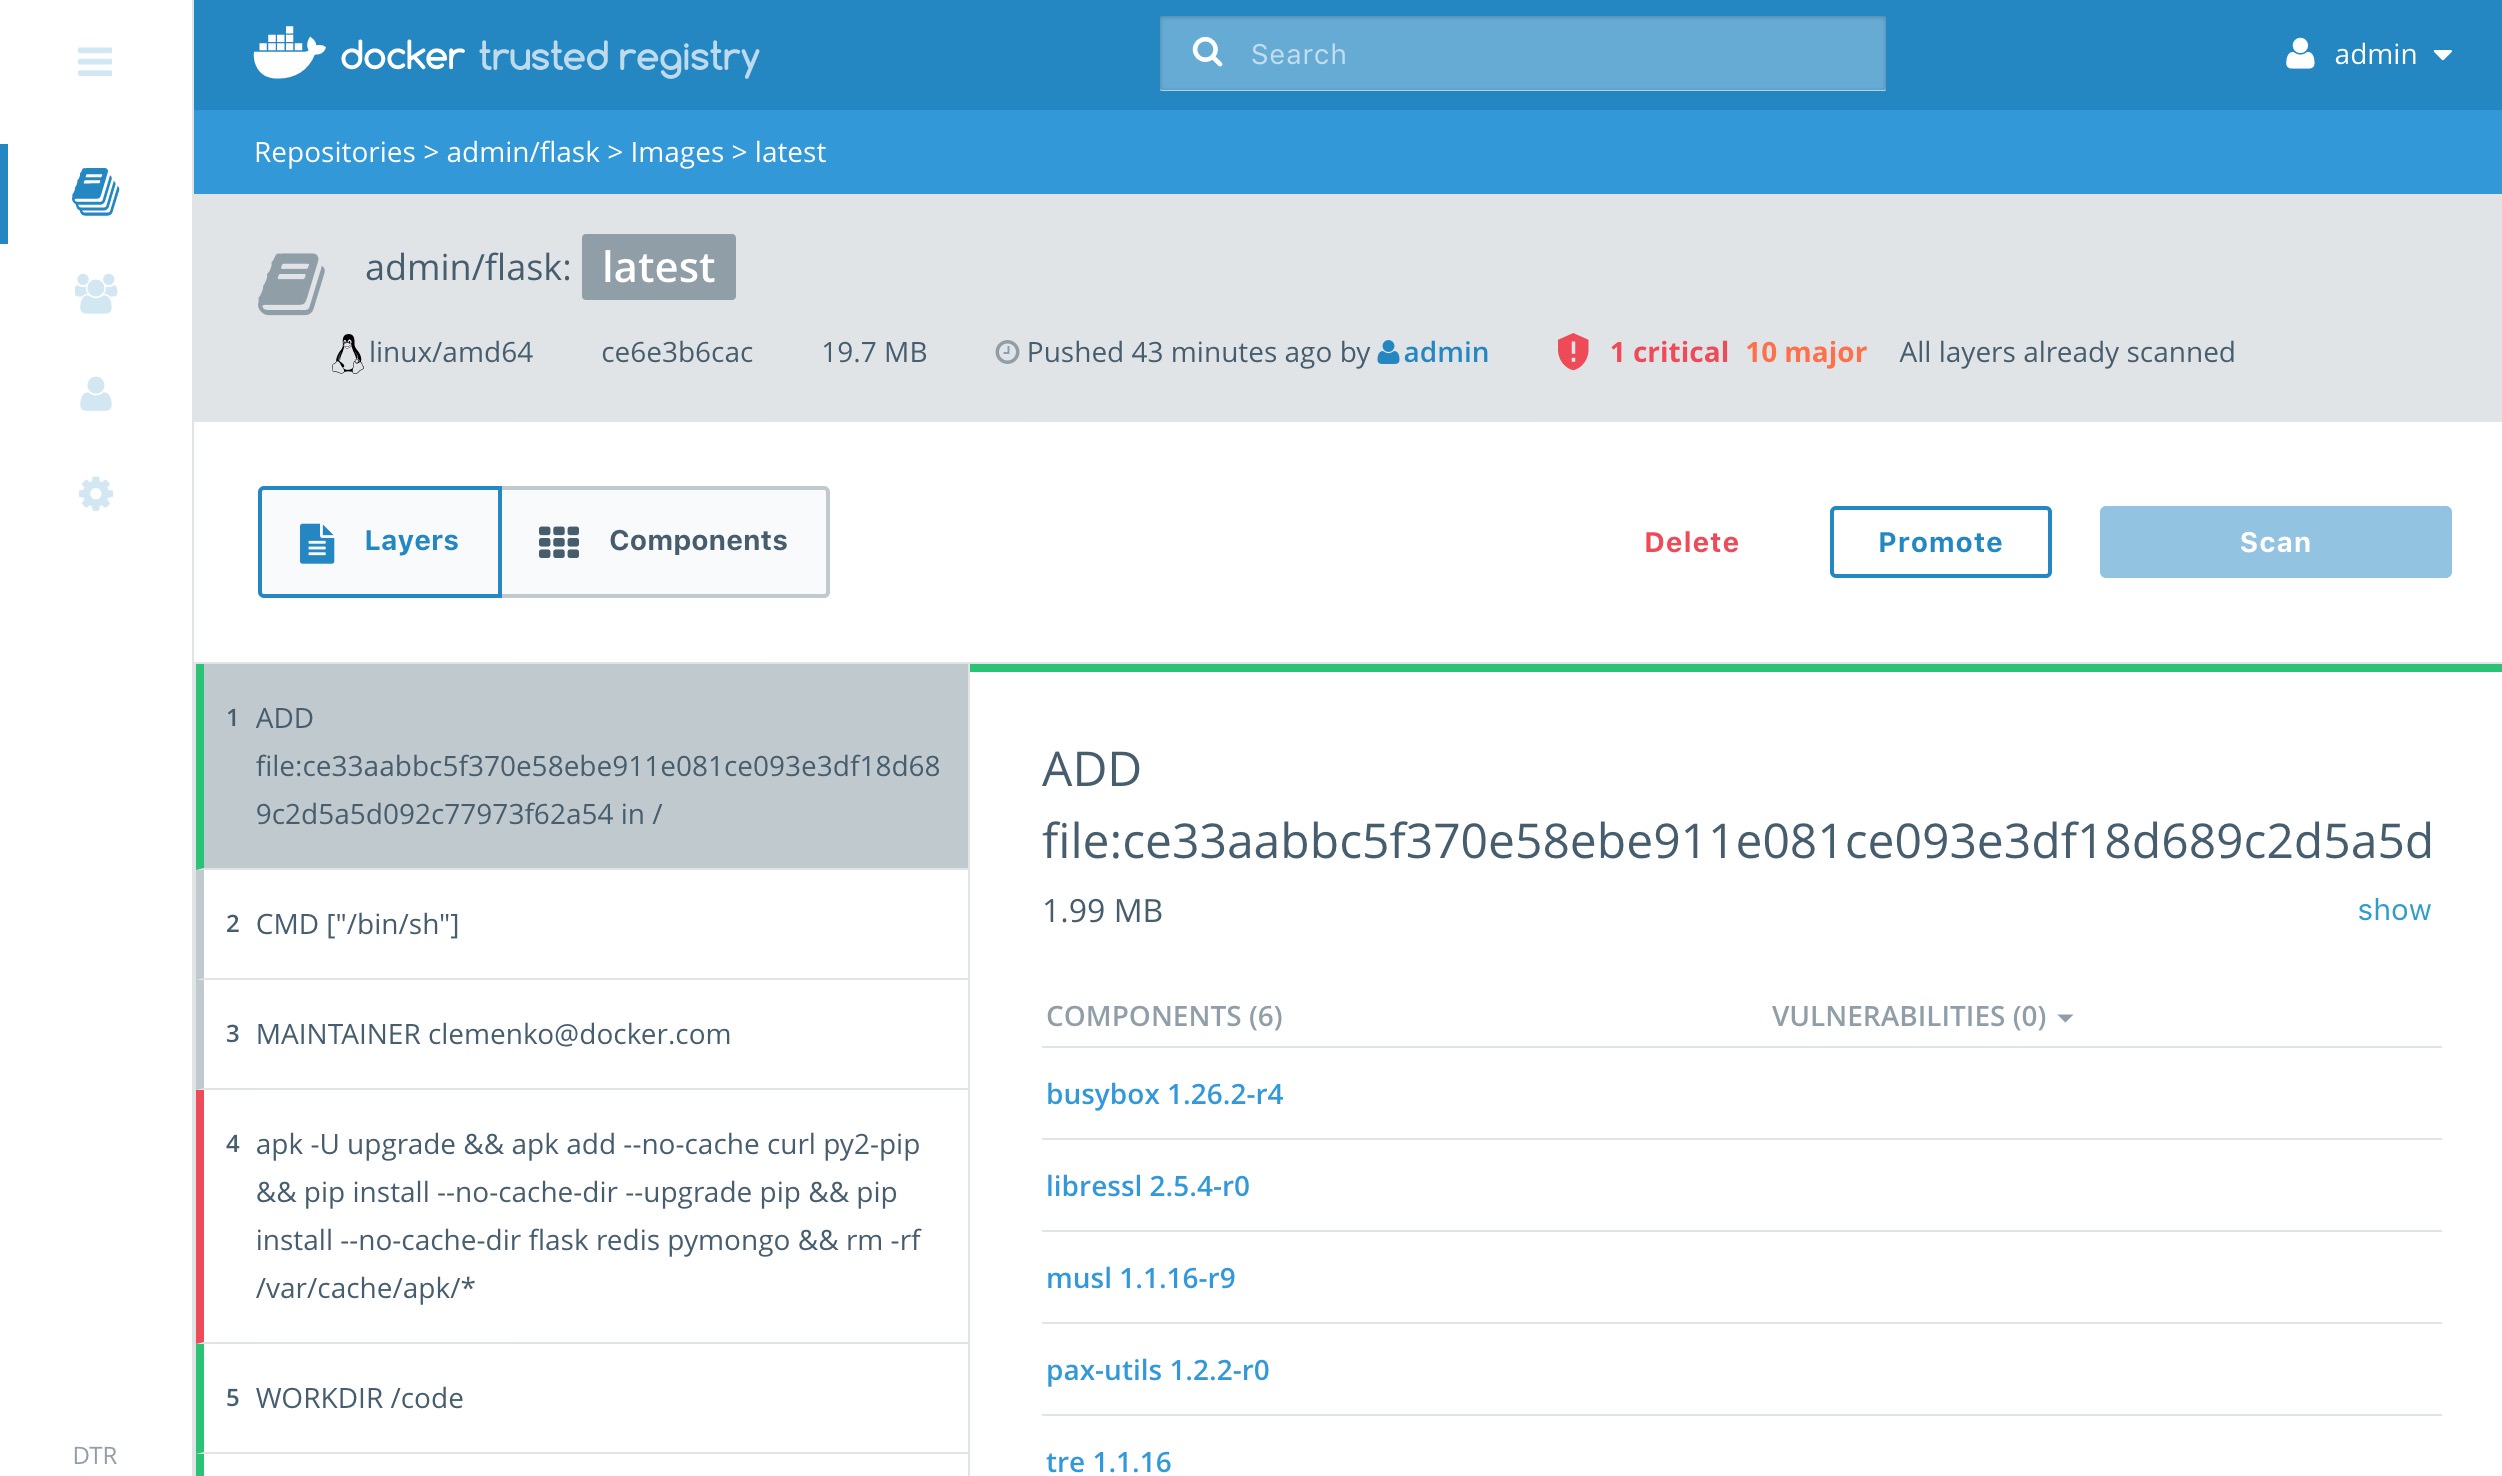 docker trusted registry
Search
admin
Repositories > admin/flask > Images > latest
admin/flask: latest
linux/amd64 ce6e3b6cac 19.7 MB Pushed 43 minutes ago by admin 1 critical 10 major All layers already scanned
Layers Components
Delete Promote Scan
1 ADD
file:ce33aabbc5f370e58ebe911e081ce093e3df18d68
9c2d5a5d092c77973f62a54 in /
2 CMD ["/bin/sh"]
3 MAINTAINER clemenko@docker.com
4 apk -U upgrade && apk add --no-cache curl py2-pip
&& pip install --no-cache-dir --upgrade pip && pip
install --no-cache-dir flask redis pymongo && rm -rf
/var/cache/apk/*
5 WORKDIR /code
ADD
file:ce33aabbc5f370e58ebe911e081ce093e3df18d689c2d5a5d
1.99 MB show
COMPONENTS (6) VULNERABILITIES (0)
busybox 1.26.2-r4
libressl 2.5.4-r0
musl 1.1.16-r9
pax-utils 1.2.2-r0
tre 1.1.16
DTR